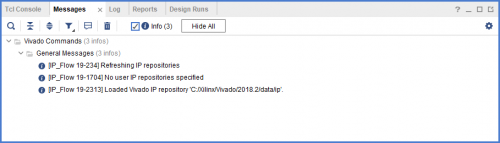 Tcl Console Messages Log Reports Design Runs
Info (3) Hide All
Vivado Commands (3 infos)
General Messages (3 infos)
[IP_Flow 19-234] Refreshing IP repositories
[IP_Flow 19-1704] No user IP repositories specified
[IP_Flow 19-2313] Loaded Vivado IP repository 'C:/Xilinx/Vivado/2018.2/data/ip'.